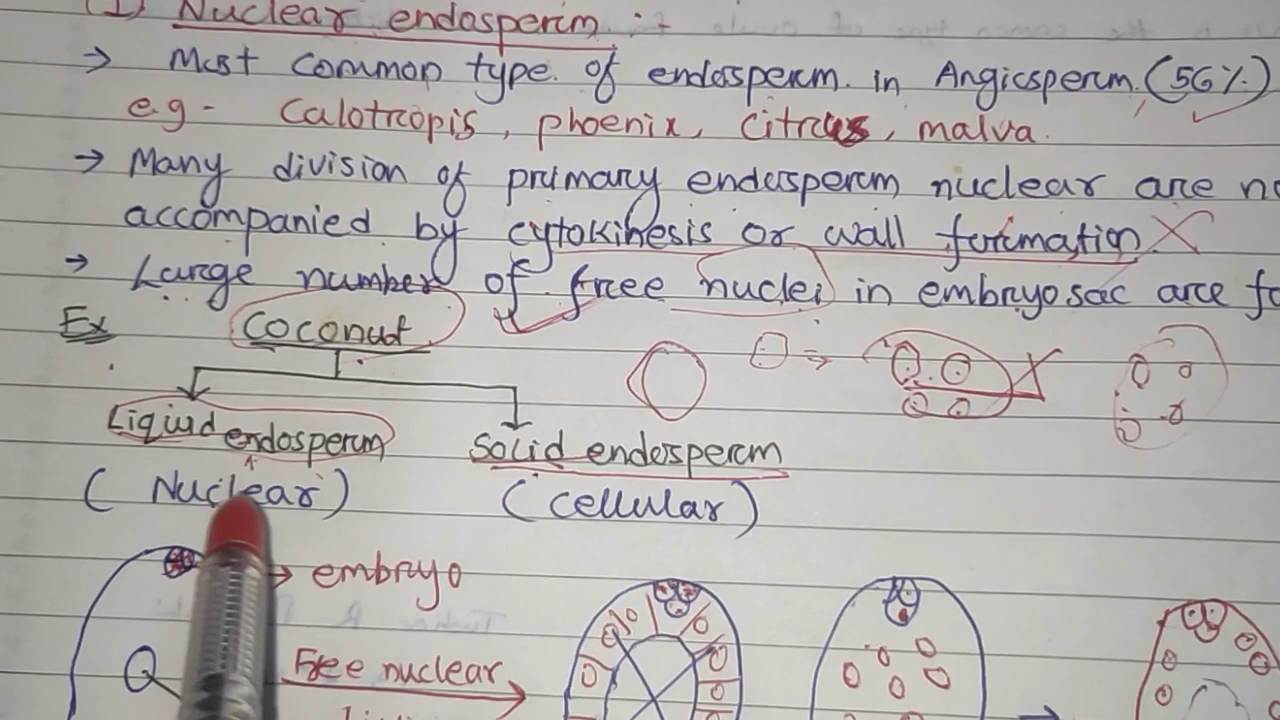 (1) Nuclear endosperm :-
→ Most common type of endosperm in Angiosperm. (56%)
e.g - Calotropis, phoenix, Citrus, malva.
→ Many division of primary endosperm nuclear are
accompanied by cytokinesis or wall formation
→ Large number of free nuclei in embryosac are
Ex Coconut
Liquid endosperm Solid endosperm
( Nuclear ) ( cellular )
→ embryo
Free nuclear